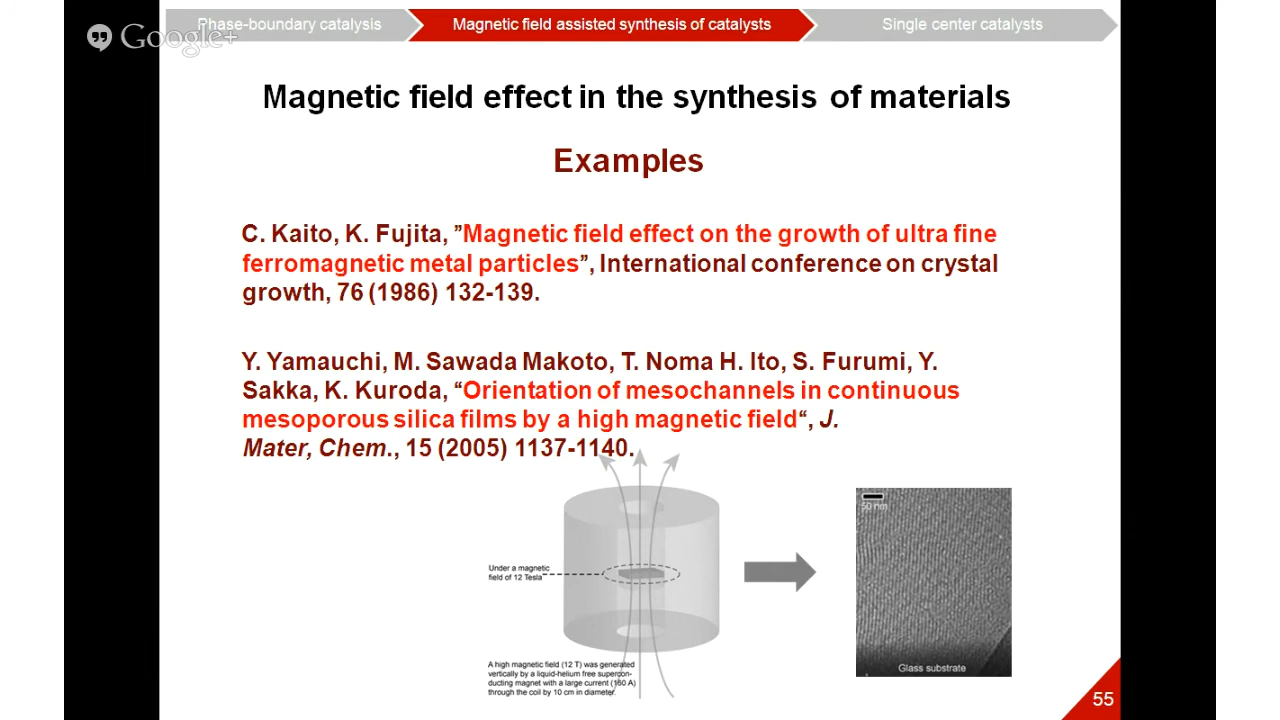 Phase-boundary catalysis
Magnetic field assisted synthesis of catalysts
Single center catalysts
Google+
Magnetic field effect in the synthesis of materials
Examples
C. Kaito, K. Fujita, ”Magnetic field effect on the growth of ultra fine
ferromagnetic metal particles”, International conference on crystal
growth, 76 (1986) 132-139.
Y. Yamauchi, M. Sawada Makoto, T. Noma H. Ito, S. Furumi, Y.
Sakka, K. Kuroda, “Orientation of mesochannels in continuous
mesoporous silica films by a high magnetic field“, J.
Mater, Chem., 15 (2005) 1137-1140.
50 nm
Under a magnetic
field of 12 Tesla
Glass substrate
A high magnetic field (12 T) was generated
vertically by a liquid-helium free supercon-
ducting magnet with a large current (160 A)
through the coil by 10 cm in diameter.
55